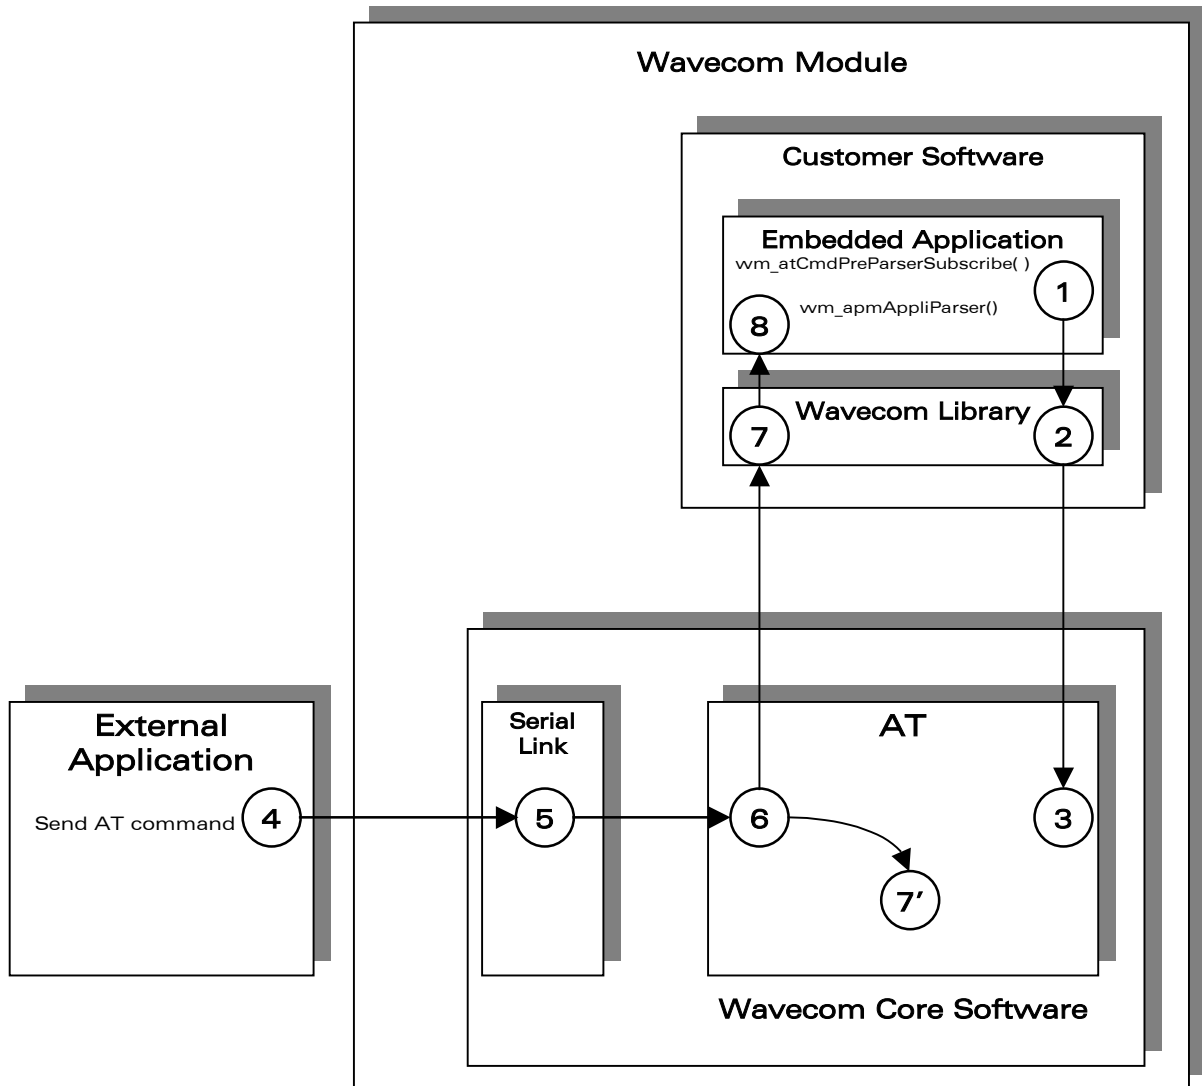 Wavecom Module
Customer Software
Embedded Application
wm_atCmdPreParserSubscribe( )
1
wm_apmAppliParser()
8
Wavecom Library
7
2
External
Application
Send AT command
4
Serial
Link
5
AT
6
3
7’
Wavecom Core Software